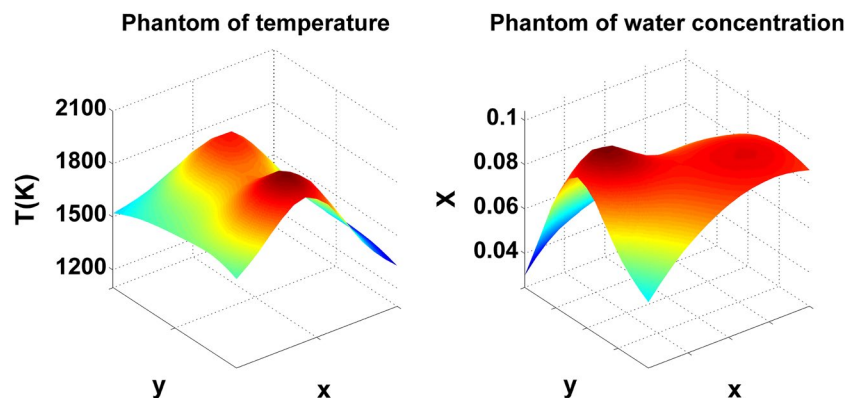 Phantom of temperature
2100
1800
1500
1200
T(K)
y
x
Phantom of water concentration
0.1
0.08
0.06
0.04
X
y
x